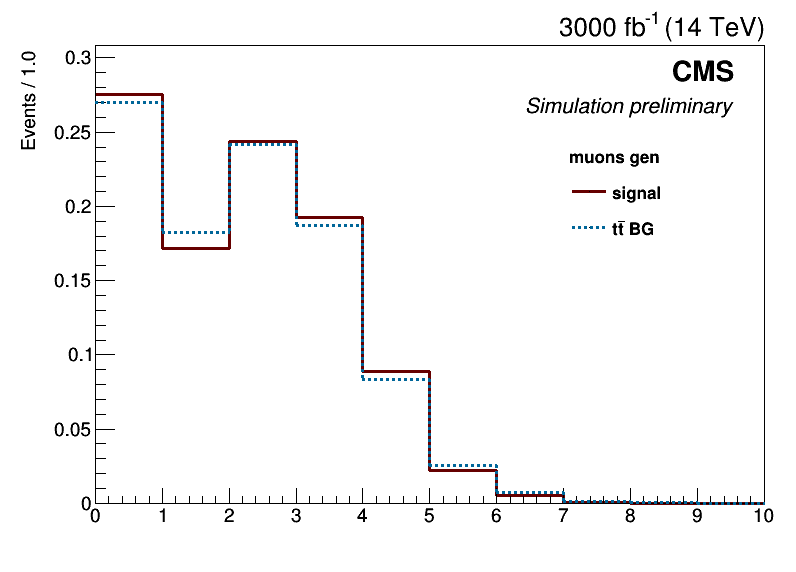 3000 fb⁻¹ (14 TeV)
CMS
Simulation preliminary
Events / 1.0
muons gen
signal
tt̄ BG
0.3
0.25
0.2
0.15
0.1
0.05
0
0 1 2 3 4 5 6 7 8 9 10